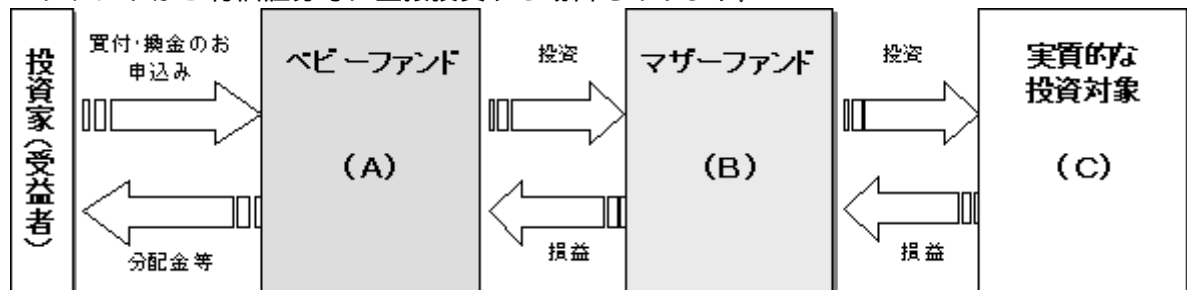 投資家(受益者)
買付・換金のお
申込み
分配金等
ベビーファンド
(A)
投資
損益
マザーファンド
(B)
投資
損益
実質的な
投資対象
(C)